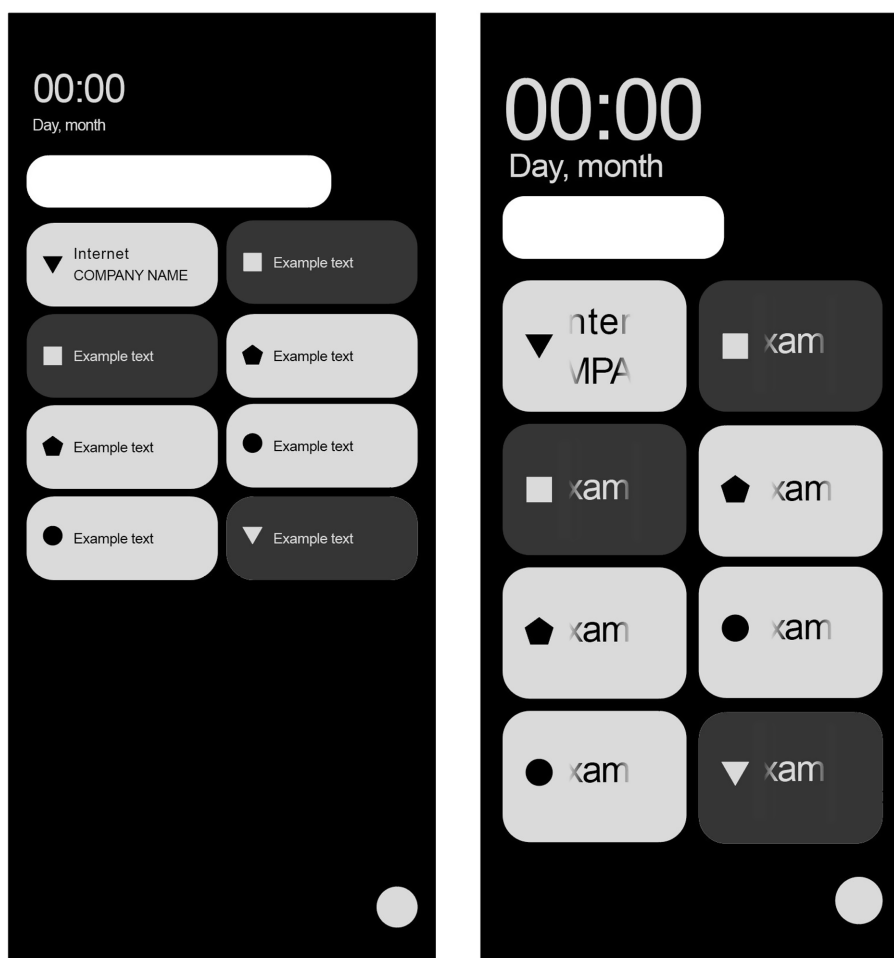 00:00
Day, month
Internet
COMPANY NAME
Example text
Example text
Example text
Example text
Example text
Example text
Example text
00:00
Day, month
nter
MPA
xam
xam
xam
xam
xam
xam
xam